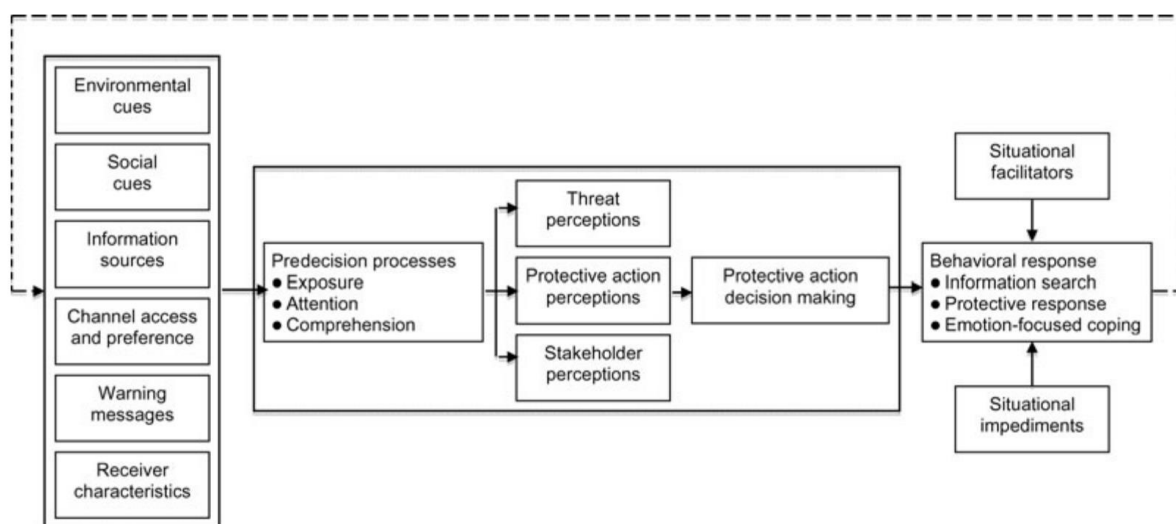 Environmental
cues
Social
cues
Information
sources
Channel access
and preference
Warning
messages
Receiver
characteristics
Predecision processes
● Exposure
● Attention
● Comprehension
Threat
perceptions
Protective action
perceptions
Stakeholder
perceptions
Protective action
decision making
Situational
facilitators
Behavioral response
● Information search
● Protective response
● Emotion-focused coping
Situational
impediments